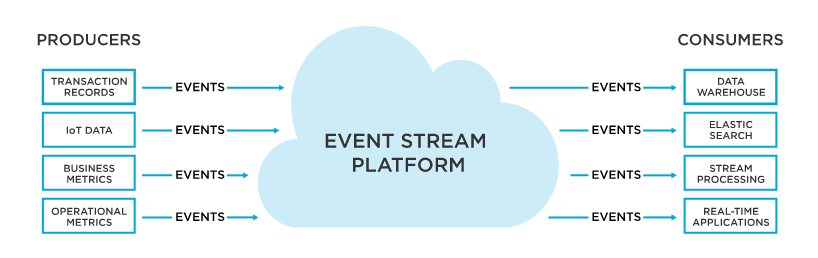 PRODUCERS
CONSUMERS
TRANSACTION
RECORDS
EVENTS
EVENTS
DATA
WAREHOUSE
IoT DATA
EVENTS
EVENT STREAM
PLATFORM
EVENTS
ELASTIC
SEARCH
BUSINESS
METRICS
EVENTS
EVENTS
STREAM
PROCESSING
OPERATIONAL
METRICS
EVENTS
EVENTS
REAL-TIME
APPLICATIONS